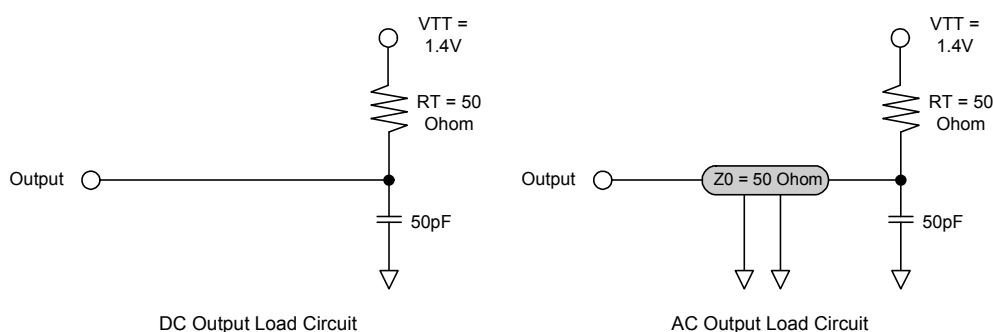 VTT =
1.4V
RT = 50
Ohom
Output
50pF
DC Output Load Circuit
VTT =
1.4V
RT = 50
Ohom
Output
Z0 = 50 Ohom
50pF
AC Output Load Circuit